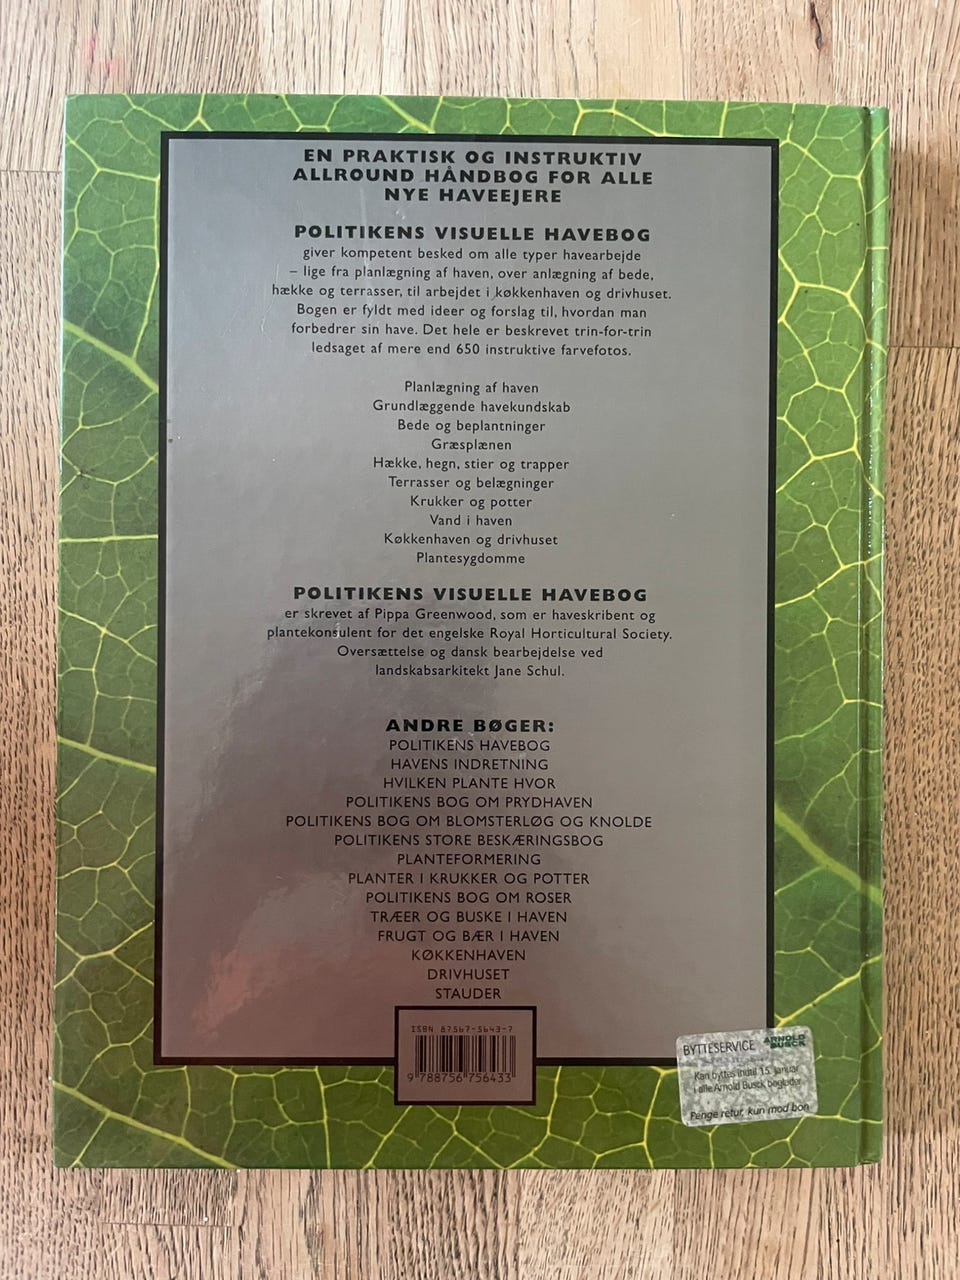 EN PRAKTISK OG INSTRUKTIV
ALLROUND HÅNDBOG FOR ALLE
NYE HAVEEJERE
POLITIKENS VISUELLE HAVEBOG
giver kompetent besked om alle typer havearbejde
– lige fra planlægning af haven, over anlægning af bede,
hække og terrasser, til arbejdet i køkkenhaven og drivhuset.
Bogen er fyldt med ideer og forslag til, hvordan man
forbedrer sin have. Det hele er beskrevet trin-for-trin
ledsaget af mere end 650 instruktive farvefotos.
Planlægning af haven
Grundlæggende havekundskab
Bede og beplantninger
Græsplænen
Hække, hegn, stier og trapper
Terrasser og belægninger
Krukker og potter
Vand i haven
Køkkenhaven og drivhuset
Plantesygdomme
POLITIKENS VISUELLE HAVEBOG
er skrevet af Pippa Greenwood, som er haveskribent og
plantekonsulent for det engelske Royal Horticultural Society.
Oversættelse og dansk bearbejdelse ved
landskabsarkitekt Jane Schul.
ANDRE BØGER:
POLITIKENS HAVEBOG
HAVENS INDRETNING
HVILKEN PLANTE HVOR
POLITIKENS BOG OM PRYDHAVEN
POLITIKENS BOG OM BLOMSTERLØG OG KNOLDE
POLITIKENS STORE BESKÆRINGSBOG
PLANTEFORMERING
PLANTER I KRUKKER OG POTTER
POLITIKENS BOG OM ROSER
TRÆER OG BUSKE I HAVEN
FRUGT OG BÆR I HAVEN
KØKKENHAVEN
DRIVHUSET
STAUDER
ISBN 87567-5643-7
9 788756 756433
BYTTESERVICE ARNOLD BUSCK
Kan byttes indtil 15. januar
i alle Arnold Busck boglader
Penge retur, kun mod bon